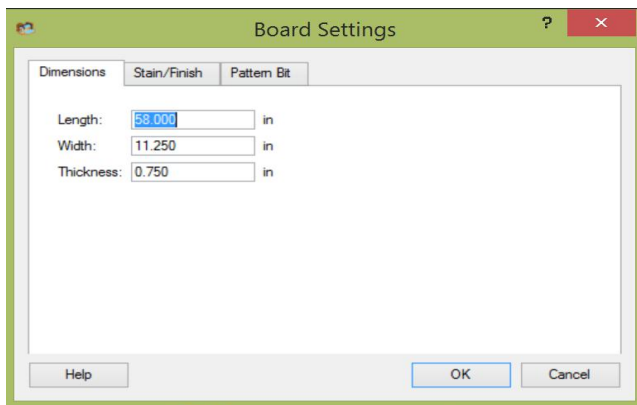 Board Settings ? ×
Dimensions Stain/Finish Pattern Bit
Length: 58.000 in
Width: 11.250 in
Thickness: 0.750 in
Help OK Cancel